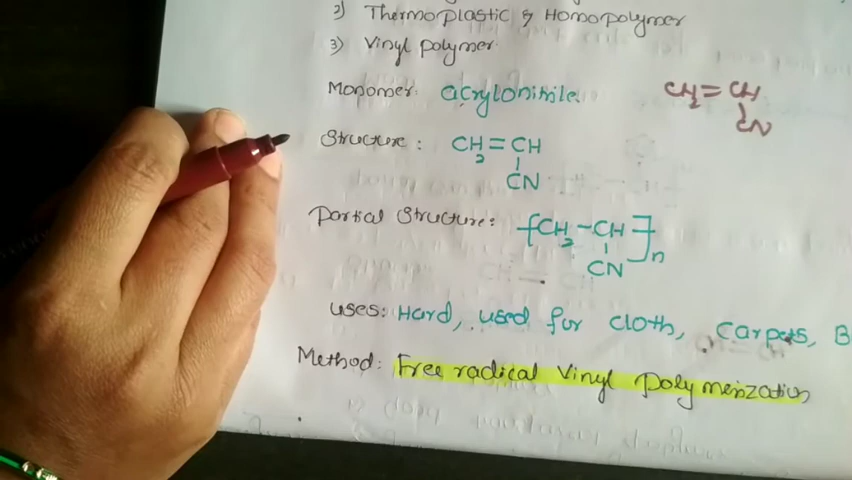 2) Thermoplastic & Homopolymer
3) Vinyl polymer.
Monomer: acrylonitrile.
CH2=CH
CN
Structure: CH2=CH
CN
Partial Structure: [CH2-CH]n
CN
uses: Hard, used for cloth, carpets, B
Method: Free radical Vinyl polymerization